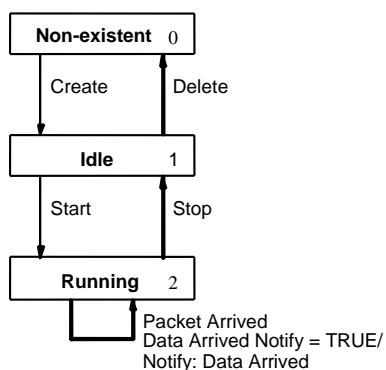 Non-existent 0
Create Delete
Idle 1
Start Stop
Running 2
Packet Arrived
Data Arrived Notify = TRUE/
Notify: Data Arrived